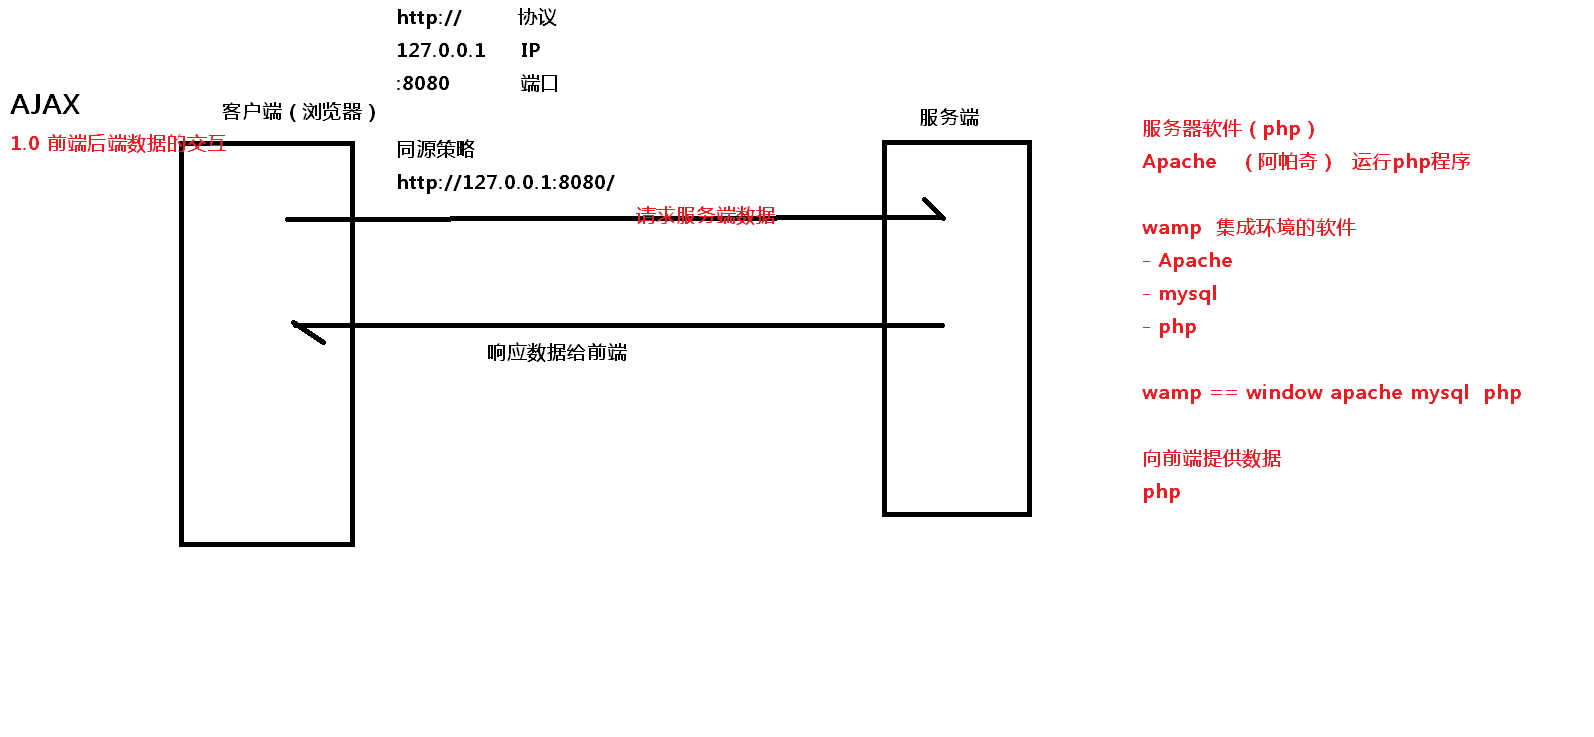 http:// 协议
127.0.0.1 IP
:8080 端口
AJAX
1.0 前端后端数据的交互
客户端（浏览器）
同源策略
http://127.0.0.1:8080/
请求服务端数据
响应数据给前端
服务端
服务器软件（php）
Apache （阿帕奇） 运行php程序
wamp 集成环境的软件
- Apache
- mysql
- php
wamp == window apache mysql php
向前端提供数据
php